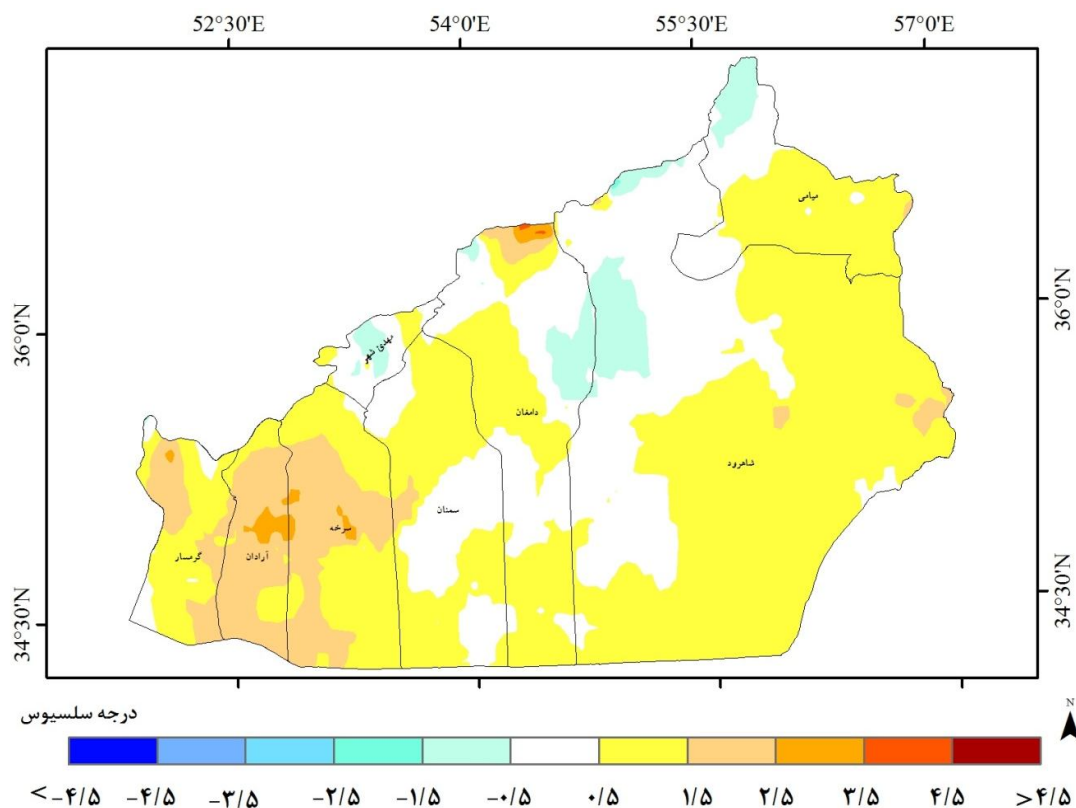 52°30'E 54°0'E 55°30'E 57°0'E
میامی
36°0'N 36°0'N
مهدی شهر
دامغان
شاهرود
سمنان
سرخه
آرادان
گرمسار
34°30'N 34°30'N
درجه سلسیوس
N
<-۴/۵ -۴/۵ -۳/۵ -۲/۵ -۱/۵ -۰/۵ ۰/۵ ۱/۵ ۲/۵ ۳/۵ ۴/۵ >۴/۵